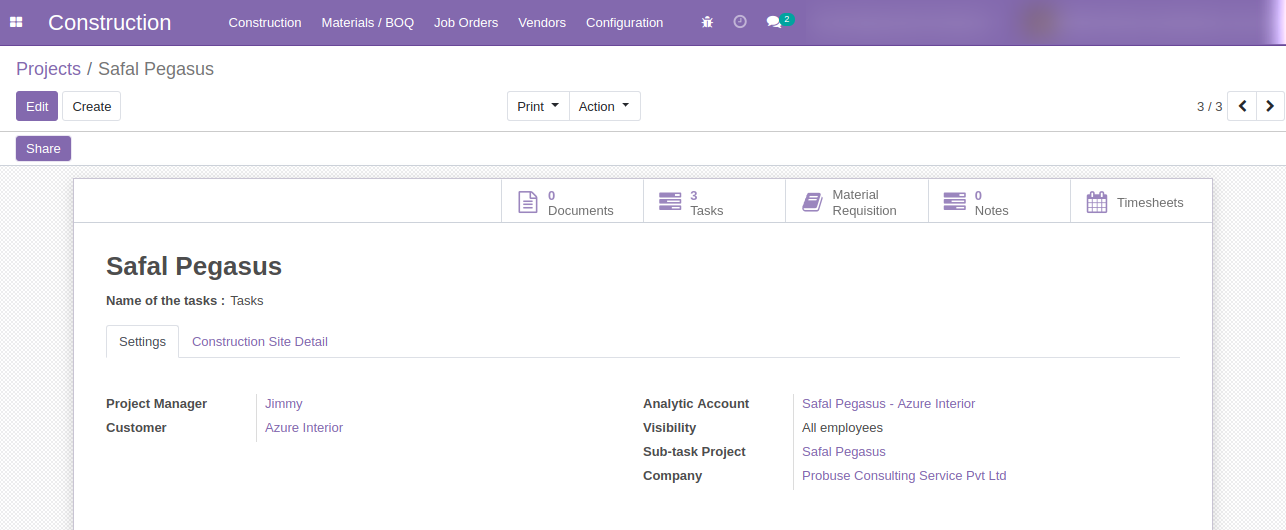 Construction Construction Materials / BOQ Job Orders Vendors Configuration 2
Projects / Safal Pegasus
Edit Create Print Action 3 / 3
Share
0 Documents
3 Tasks
Material Requisition
0 Notes
Timesheets
Safal Pegasus
Name of the tasks : Tasks
Settings Construction Site Detail
Project Manager Jimmy
Customer Azure Interior
Analytic Account Safal Pegasus - Azure Interior
Visibility All employees
Sub-task Project Safal Pegasus
Company Probuse Consulting Service Pvt Ltd